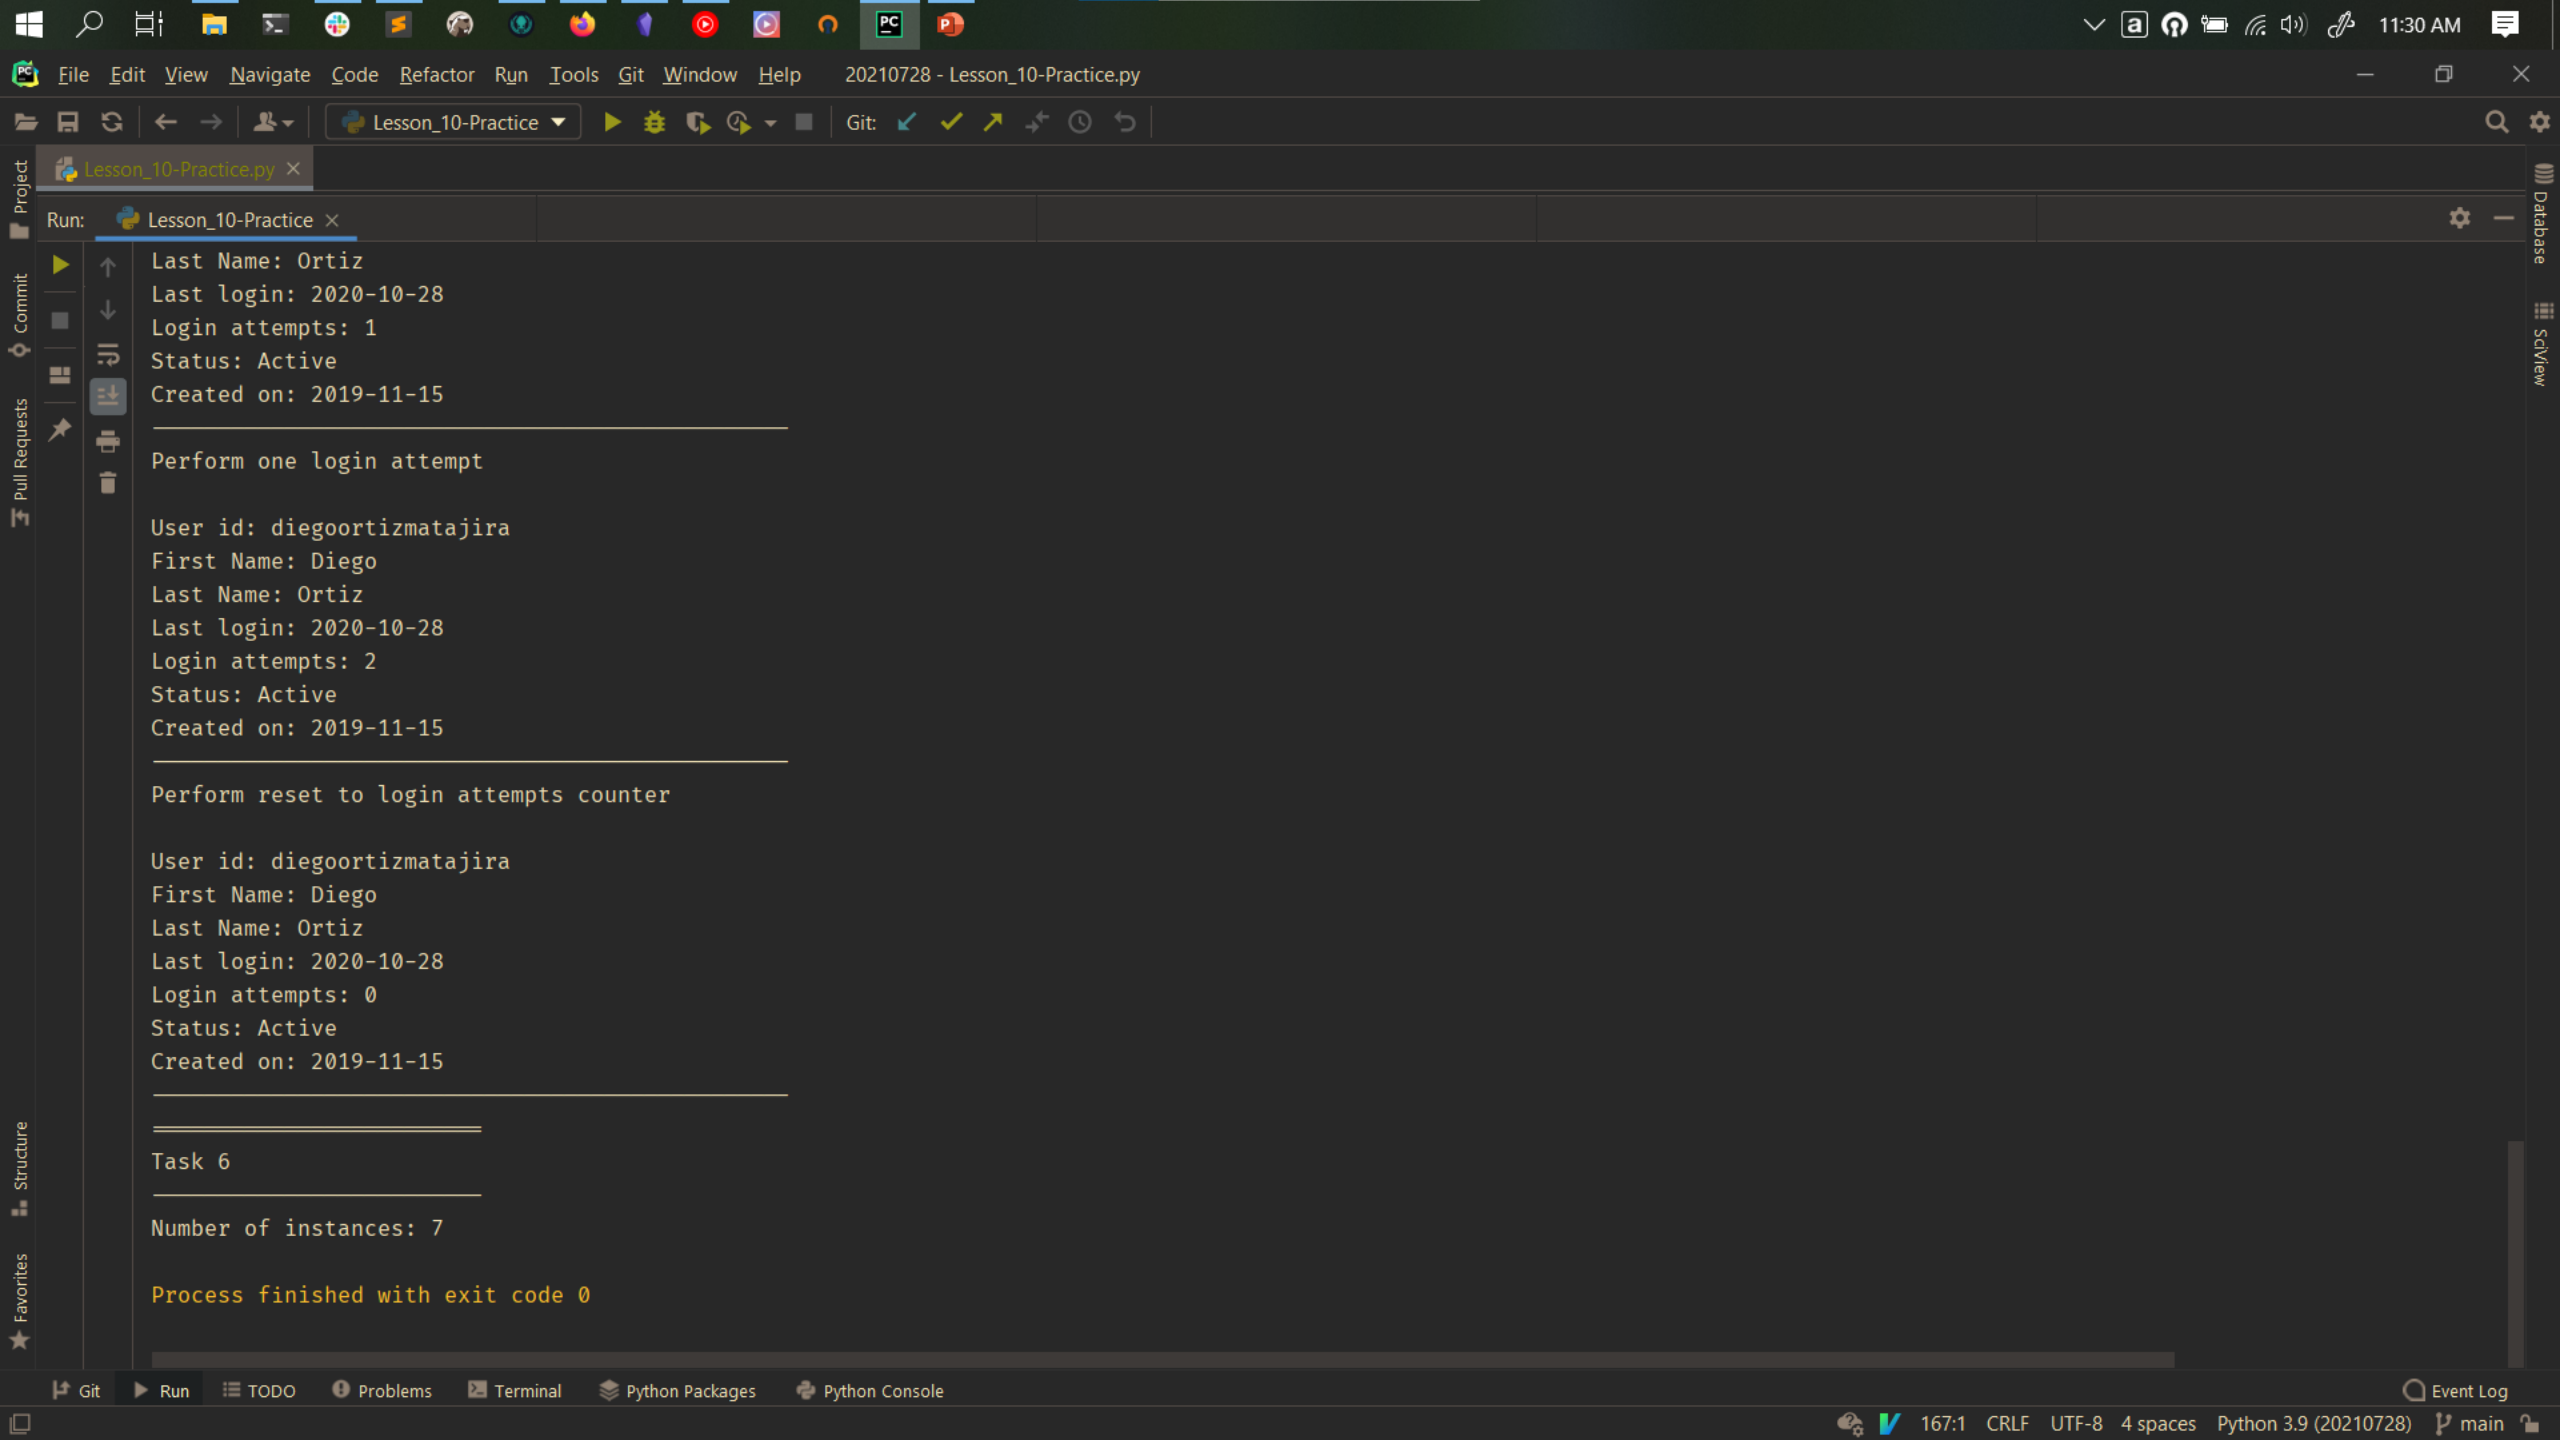 11:30 AM
File Edit View Navigate Code Refactor Run Tools Git Window Help 20210728 - Lesson_10-Practice.py
Lesson_10-Practice Git:
Lesson_10-Practice.py
Run: Lesson_10-Practice
Project
Commit
Pull Requests
Structure
Favorites
Database
SciView
Last Name: Ortiz
Last login: 2020-10-28
Login attempts: 1
Status: Active
Created on: 2019-11-15
Perform one login attempt
User id: diegoortizmatajira
First Name: Diego
Last Name: Ortiz
Last login: 2020-10-28
Login attempts: 2
Status: Active
Created on: 2019-11-15
Perform reset to login attempts counter
User id: diegoortizmatajira
First Name: Diego
Last Name: Ortiz
Last login: 2020-10-28
Login attempts: 0
Status: Active
Created on: 2019-11-15
Task 6
Number of instances: 7
Process finished with exit code 0
Git Run TODO Problems Terminal Python Packages Python Console Event Log
167:1 CRLF UTF-8 4 spaces Python 3.9 (20210728) main